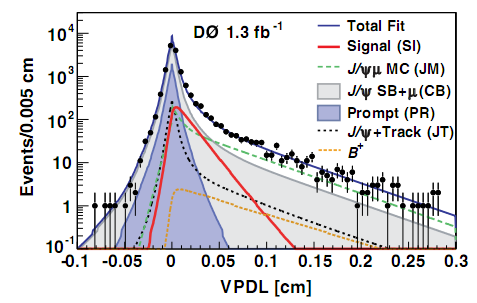 DØ 1.3 fb⁻¹
Total Fit
Signal (SI)
J/ψμ MC (JM)
J/ψ SB+μ(CB)
Prompt (PR)
J/ψ+Track (JT)
B⁺
Events/0.005 cm
10⁴
10³
10²
10
1
10⁻¹
-0.1 -0.05 0 0.05 0.1 0.15 0.2 0.25 0.3
VPDL [cm]